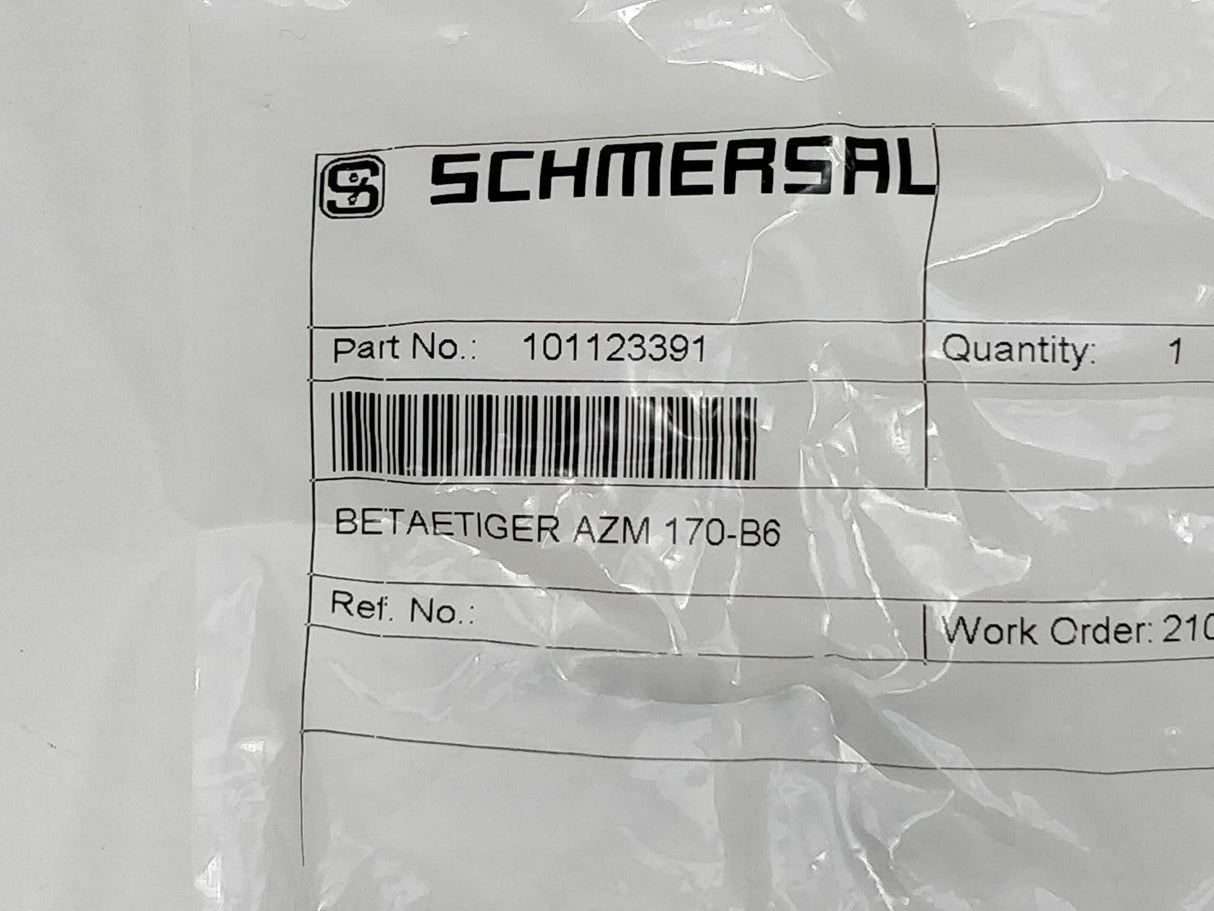 SCHMERSAL
Part No.: 101123391 Quantity: 1
BETAETIGER AZM 170-B6
Ref. No.: Work Order: 210